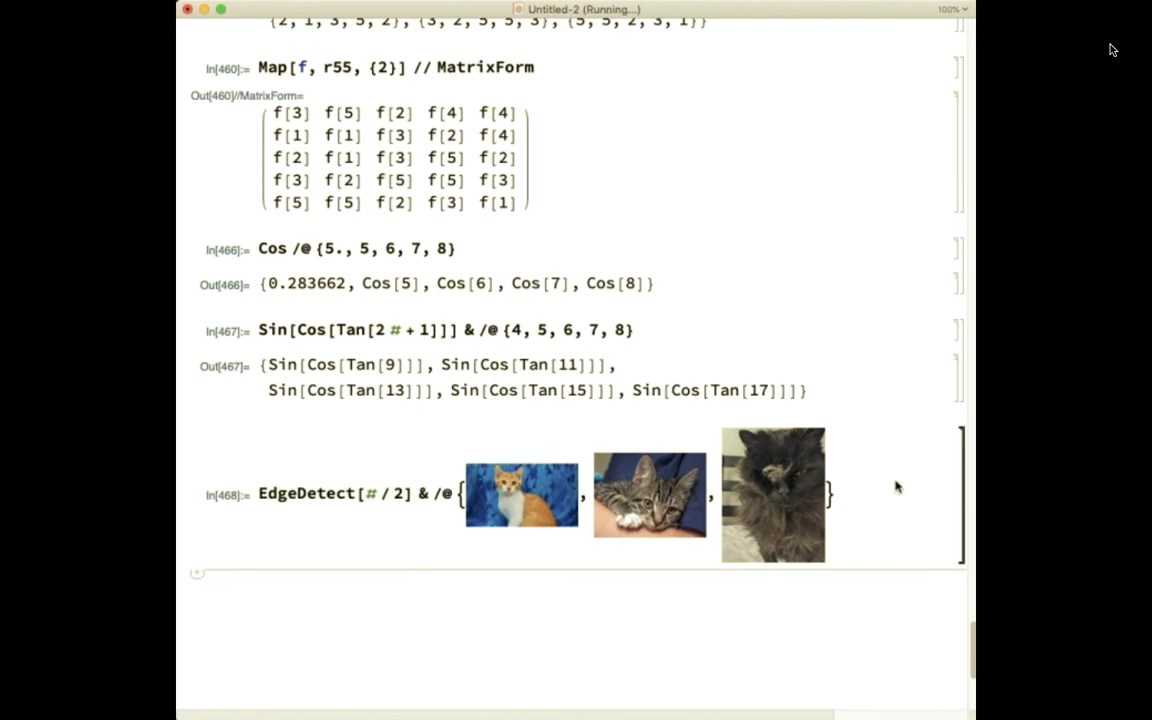 Untitled-2 (Running...)
100%
{2, 1, 3, 5, 2}, {3, 2, 5, 5, 3}, {5, 5, 2, 3, 1}}
In[460]:= Map[f, r55, {2}] // MatrixForm
Out[460]//MatrixForm=
f[3] f[5] f[2] f[4] f[4]
f[1] f[1] f[3] f[2] f[4]
f[2] f[1] f[3] f[5] f[2]
f[3] f[2] f[5] f[5] f[3]
f[5] f[5] f[2] f[3] f[1]
In[466]:= Cos /@ {5., 5, 6, 7, 8}
Out[466]= {0.283662, Cos[5], Cos[6], Cos[7], Cos[8]}
In[467]:= Sin[Cos[Tan[2 # + 1]]] & /@ {4, 5, 6, 7, 8}
Out[467]= {Sin[Cos[Tan[9]]], Sin[Cos[Tan[11]]],
Sin[Cos[Tan[13]]], Sin[Cos[Tan[15]]], Sin[Cos[Tan[17]]]}
In[468]:= EdgeDetect[# / 2] & /@ { , , }